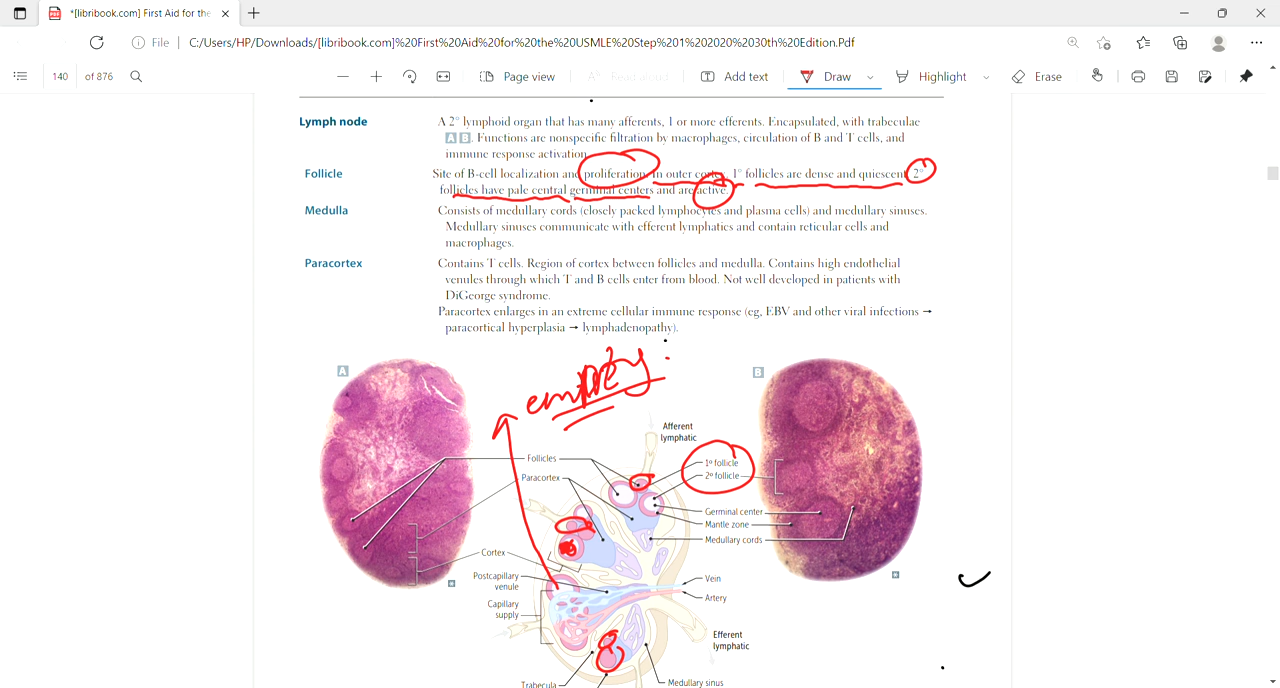 *[libribook.com] First Aid for the
File
C:/Users/HP/Downloads/[libribook.com]%20First%20Aid%20for%20the%20USMLE%20Step%201%202020%2030th%20Edition.Pdf
140 of 876
Page view
Read aloud
Add text
Draw
Highlight
Erase
Lymph node
A 2° lymphoid organ that has many afferents, 1 or more efferents. Encapsulated, with trabeculae
A B. Functions are nonspecific filtration by macrophages, circulation of B and T cells, and
immune response activation.
Follicle
Site of B-cell localization and proliferation. In outer cortex. 1° follicles are dense and quiescent. 2°
follicles have pale central germinal centers and are active.
Medulla
Consists of medullary cords (closely packed lymphocytes and plasma cells) and medullary sinuses.
Medullary sinuses communicate with efferent lymphatics and contain reticular cells and
macrophages.
Paracortex
Contains T cells. Region of cortex between follicles and medulla. Contains high endothelial
venules through which T and B cells enter from blood. Not well developed in patients with
DiGeorge syndrome.
Paracortex enlarges in an extreme cellular immune response (eg, EBV and other viral infections →
paracortical hyperplasia → lymphadenopathy).
A
B
empty
Afferent
lymphatic
Follicles
1º follicle
Paracortex
2º follicle
Germinal center
Mantle zone
Medullary cords
Cortex
Postcapillary
venule
Vein
Capillary
supply
Artery
Efferent
lymphatic
Trabecula
Medullary sinus